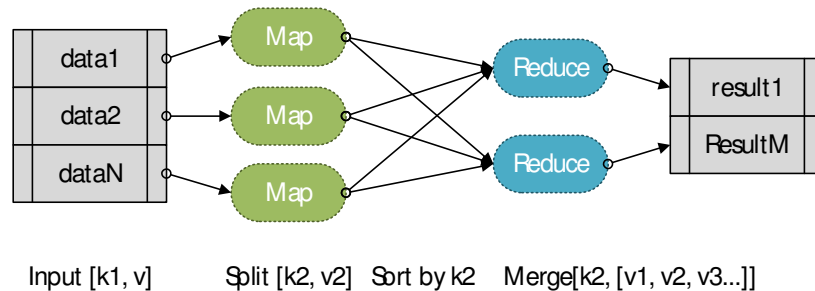 data1
data2
dataN
Map
Map
Map
Reduce
Reduce
result1
ResultM
Input [k1, v]
Split [k2, v2]
Sort by k2
Merge[k2, [v1, v2, v3...]]